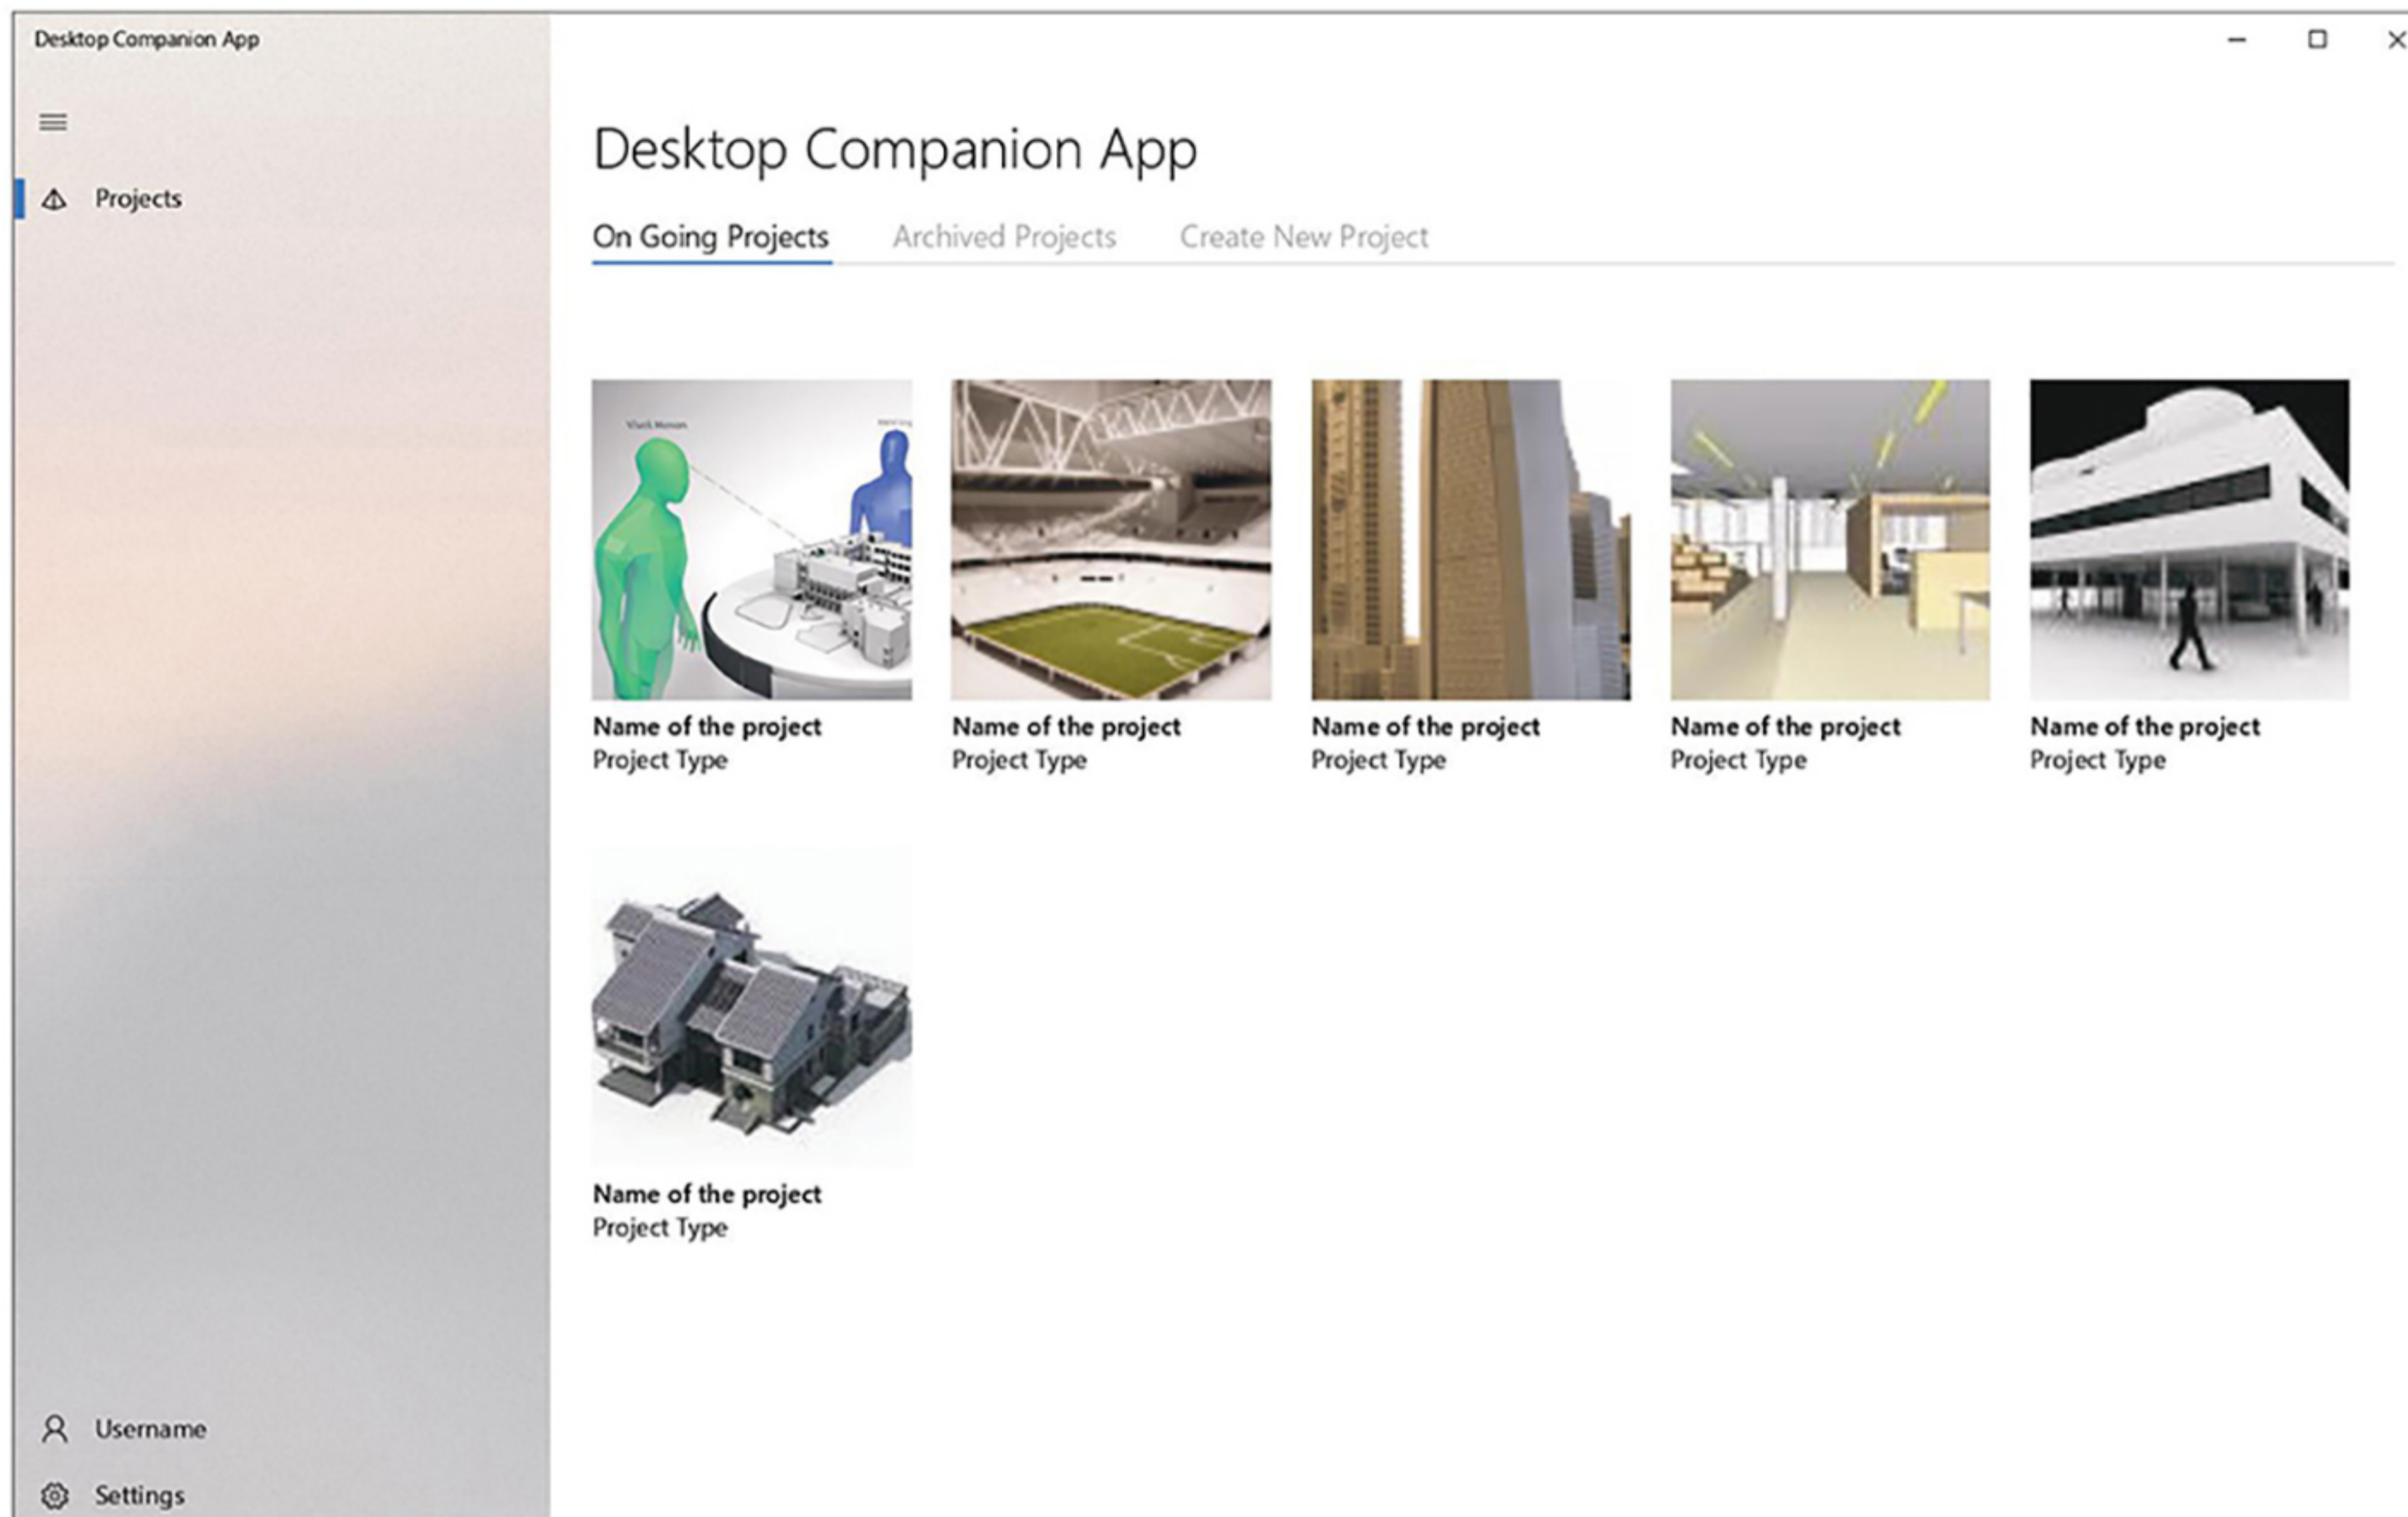 Desktop Companion App
Projects
Desktop Companion App
On Going Projects Archived Projects Create New Project
Name of the project Name of the project Name of the project Name of the project Name of the project
Project Type Project Type Project Type Project Type Project Type
Name of the project
Project Type
Username
Settings